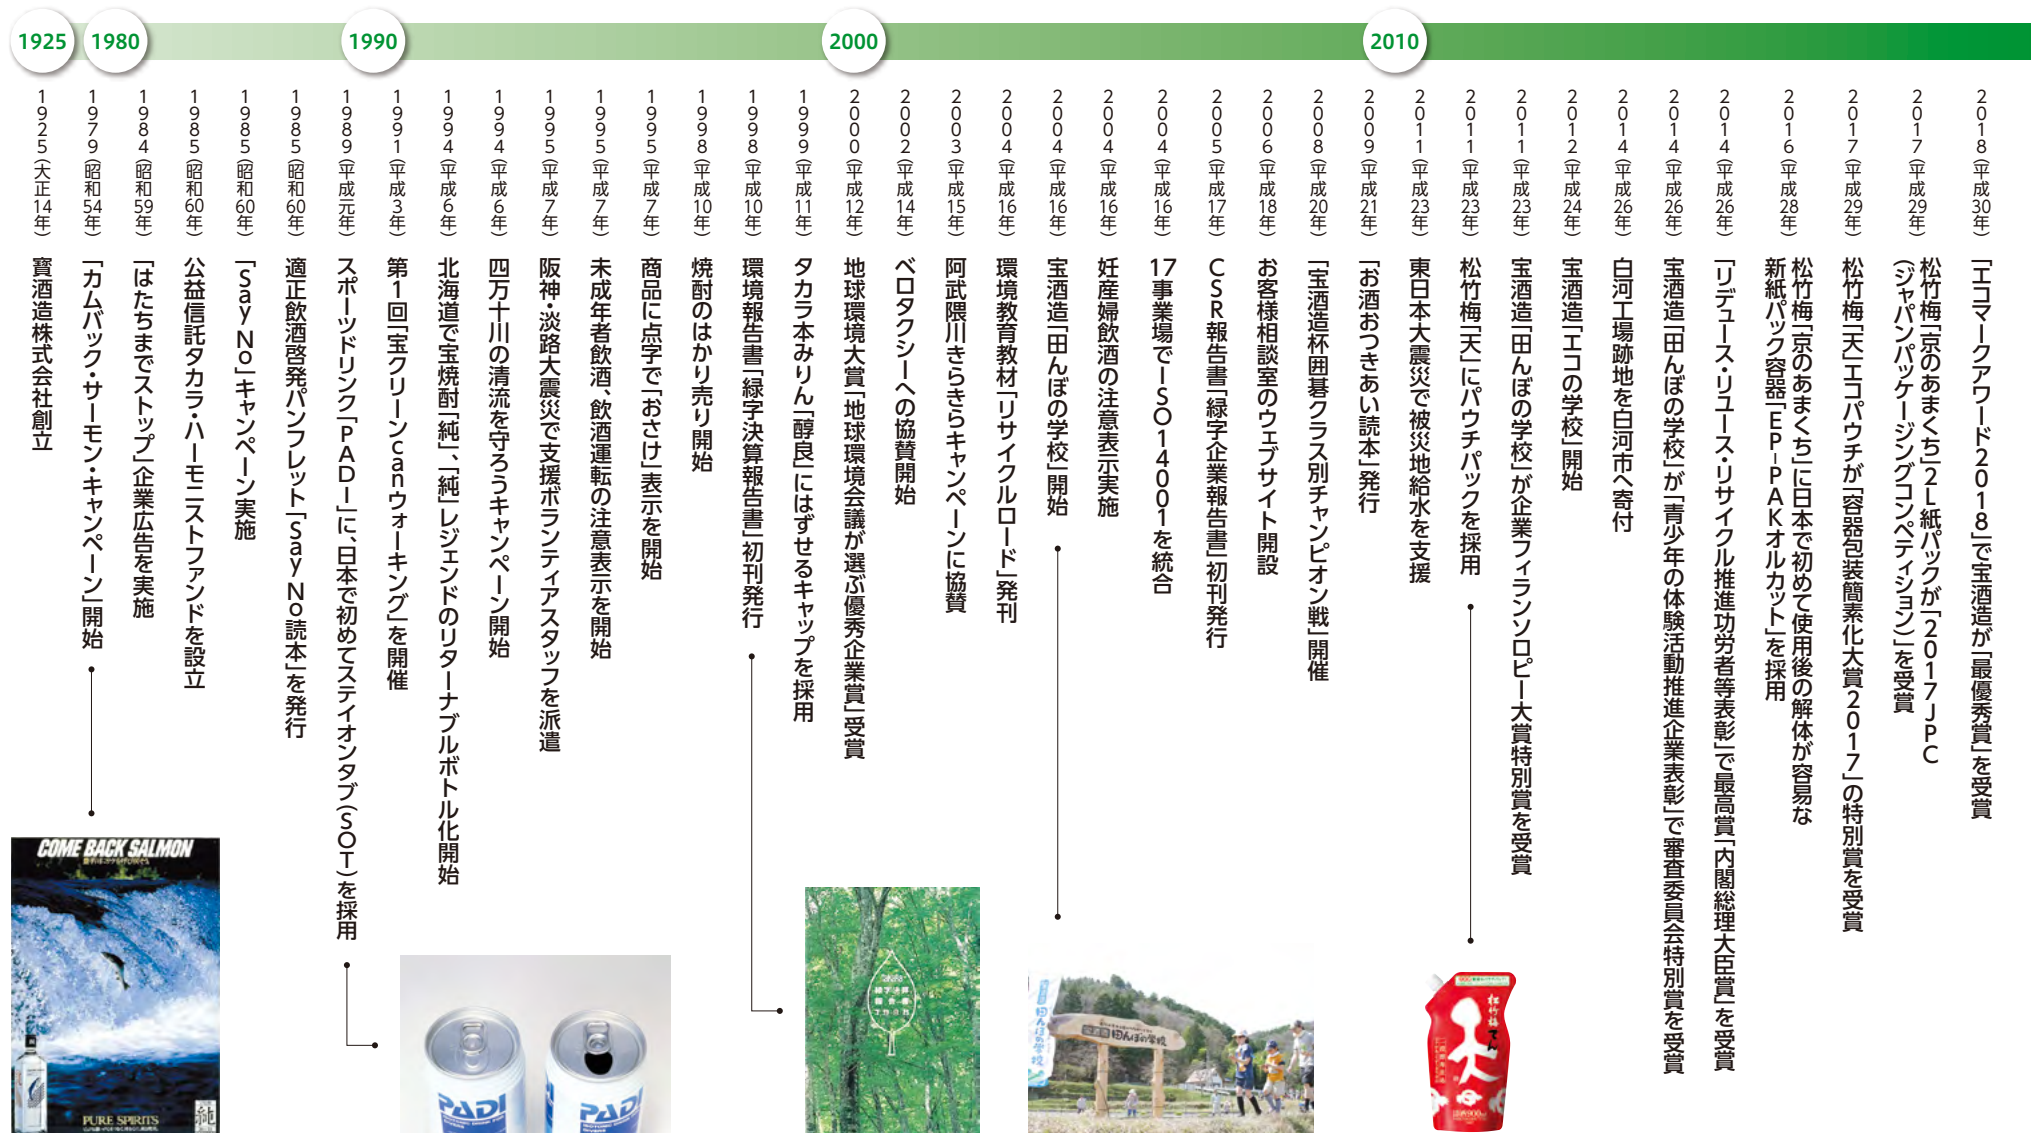 1925
1980
1990
2000
2010
1925（大正14年） 寳酒造株式会社創立
1979（昭和54年） 「カムバック・サーモン・キャンペーン」開始
1984（昭和59年） 「はたちまでストップ」企業広告を実施
1985（昭和60年） 公益信託タカラ・ハーモニストファンドを設立
1985（昭和60年） 「Say No」キャンペーン実施
1985（昭和60年） 適正飲酒啓発パンフレット「Say No読本」を発行
1989（平成元年） スポーツドリンク「PADI」に、日本で初めてステイオンタブ（SOT）を採用
1991（平成3年） 第1回「宝クリーンcanウォーキング」を開催
1994（平成6年） 北海道で宝焼酎「純」、「純」レジェンドのリターナブルボトル化開始
1994（平成6年） 四万十川の清流を守ろうキャンペーン開始
1995（平成7年） 阪神・淡路大震災で支援ボランティアスタッフを派遣
1995（平成7年） 未成年者飲酒、飲酒運転の注意表示を開始
1995（平成7年） 商品に点字で「おさけ」表示を開始
1998（平成10年） 焼酎のはかり売り開始
1998（平成10年） 環境報告書「緑字決算報告書」初刊発行
1999（平成11年） タカラ本みりん「醇良」にはずせるキャップを採用
2000（平成12年） 地球環境大賞「地球環境会議が選ぶ優秀企業賞」受賞
2002（平成14年） ベロタクシーへの協賛開始
2003（平成15年） 阿武隈川きらきらキャンペーンに協賛
2004（平成16年） 環境教育教材「リサイクルロード」発刊
2004（平成16年） 宝酒造「田んぼの学校」開始
2004（平成16年） 妊産婦飲酒の注意表示実施
2004（平成16年） 17事業場でISO14001を統合
2005（平成17年） CSR報告書「緑字企業報告書」初刊発行
2006（平成18年） お客様相談室のウェブサイト開設
2008（平成20年） 「宝酒造杯囲碁クラス別チャンピオン戦」開催
2009（平成21年） 「お酒おつきあい読本」発行
2011（平成23年） 東日本大震災で被災地給水を支援
2011（平成23年） 松竹梅「天」にパウチパックを採用
2011（平成23年） 宝酒造「田んぼの学校」が企業フィランソロピー大賞特別賞を受賞
2012（平成24年） 宝酒造「エコの学校」開始
2014（平成26年） 白河工場跡地を白河市へ寄付
2014（平成26年） 宝酒造「田んぼの学校」が「青少年の体験活動推進企業表彰」で審査委員会特別賞を受賞
2014（平成26年） 「リデュース・リユース・リサイクル推進功労者等表彰」で最高賞「内閣総理大臣賞」を受賞
2016（平成28年） 松竹梅「京のあまくち」に日本で初めて使用後の解体が容易な
新紙パック容器「EP-PAKオルカット」を採用
2017（平成29年） 松竹梅「天」エコパウチが「容器包装簡素化大賞2017」の特別賞を受賞
2017（平成29年） 松竹梅「京のあまくち」2L紙パックが「2017JPC
（ジャパンパッケージングコンペティション）」を受賞
2018（平成30年） 「エコマークアワード2018」で宝酒造が「最優秀賞」を受賞
COME BACK SALMON
PURE SPIRITS
純
PADI
PADI
緑字決算
報告書
宝酒造 田んぼの学校
田んぼの学校
松竹梅
てん
天